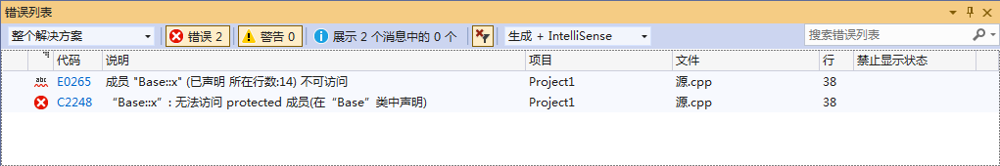 错误列表
整个解决方案 错误 2 警告 0 展示 2 个消息中的 0 个 生成 + IntelliSense 搜索错误列表
代码 说明 项目 文件 行 禁止显示状态
abc E0265 成员 "Base::x" (已声明 所在行数:14) 不可访问 Project1 源.cpp 38
C2248 “Base::x”: 无法访问 protected 成员(在“Base”类中声明) Project1 源.cpp 38